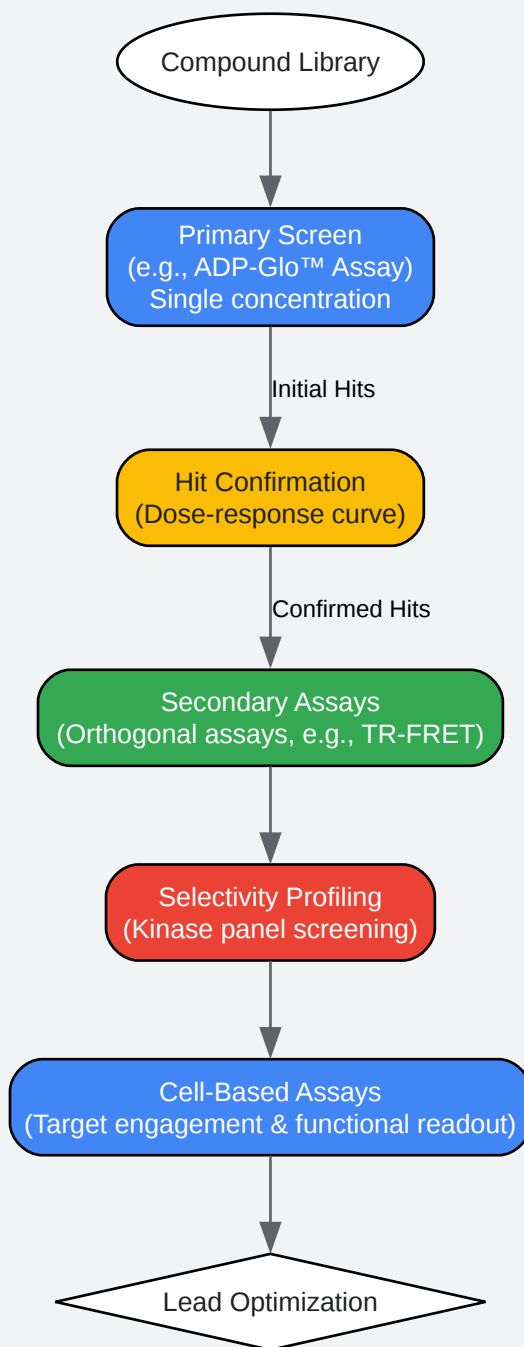 Compound Library
Primary Screen
(e.g., ADP-Glo™ Assay)
Single concentration
Initial Hits
Hit Confirmation
(Dose-response curve)
Confirmed Hits
Secondary Assays
(Orthogonal assays, e.g., TR-FRET)
Selectivity Profiling
(Kinase panel screening)
Cell-Based Assays
(Target engagement & functional readout)
Lead Optimization